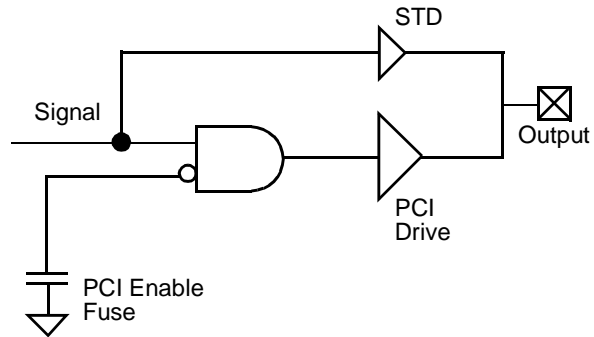 STD
Signal
Output
PCI
Drive
PCI Enable
Fuse